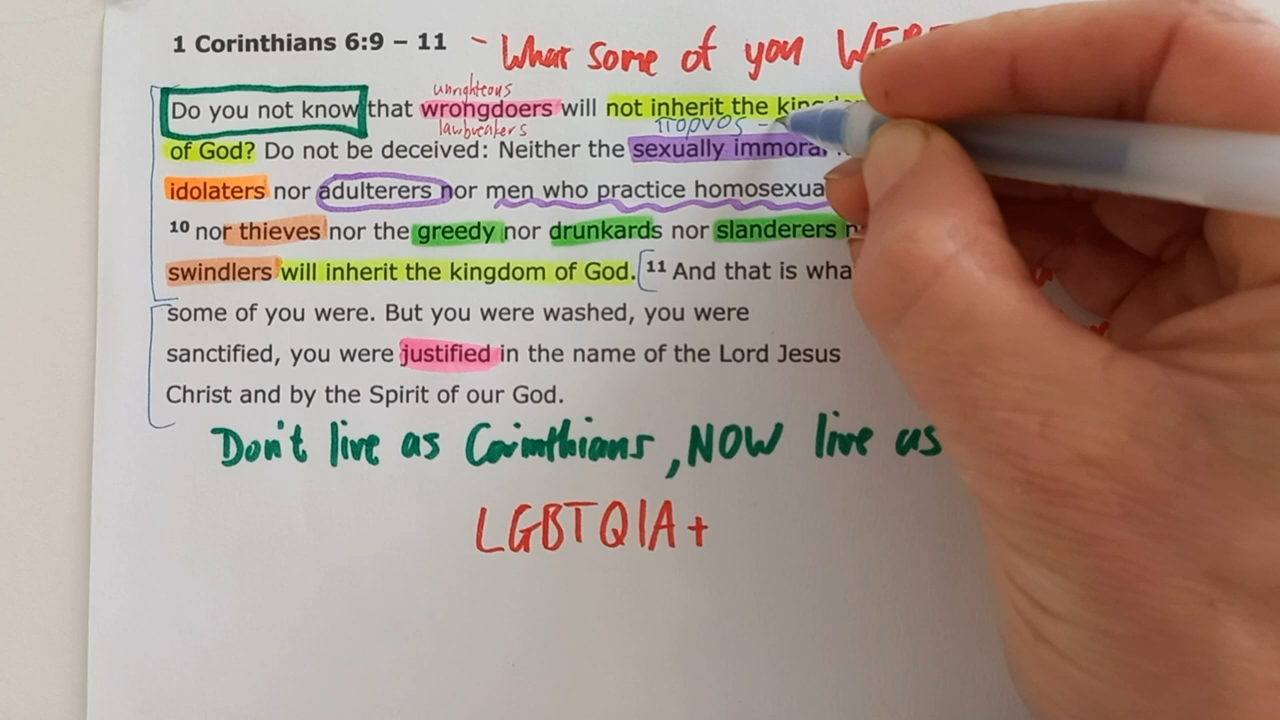 1 Corinthians 6:9 – 11 - What some of you WERE
unrighteous
Do you not know that wrongdoers will not inherit the
lawbreakers πορνος -
of God? Do not be deceived: Neither the sexually
idolaters nor adulterers nor men who practice
10 nor thieves nor the greedy nor drunkards nor slanderers
swindlers will inherit the kingdom of God. 11 And that is
some of you were. But you were washed, you were
sanctified, you were justified in the name of the Lord Jesus
Christ and by the Spirit of our God.
Don't live as Corinthians, NOW live as
LGBTQIA+